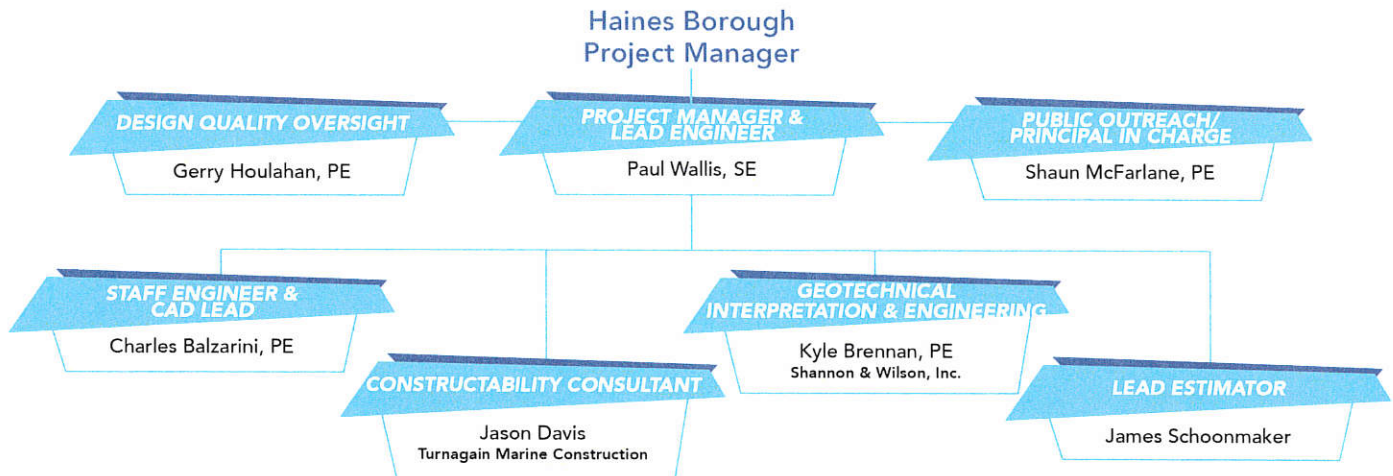 Haines Borough
Project Manager
DESIGN QUALITY OVERSIGHT
Gerry Houlahan, PE
PROJECT MANAGER &
LEAD ENGINEER
Paul Wallis, SE
PUBLIC OUTREACH/
PRINCIPAL IN CHARGE
Shaun McFarlane, PE
STAFF ENGINEER &
CAD LEAD
Charles Balzarini, PE
CONSTRUCTABILITY CONSULTANT
Jason Davis
Turnagain Marine Construction
GEOTECHNICAL
INTERPRETATION & ENGINEERING
Kyle Brennan, PE
Shannon & Wilson, Inc.
LEAD ESTIMATOR
James Schoonmaker